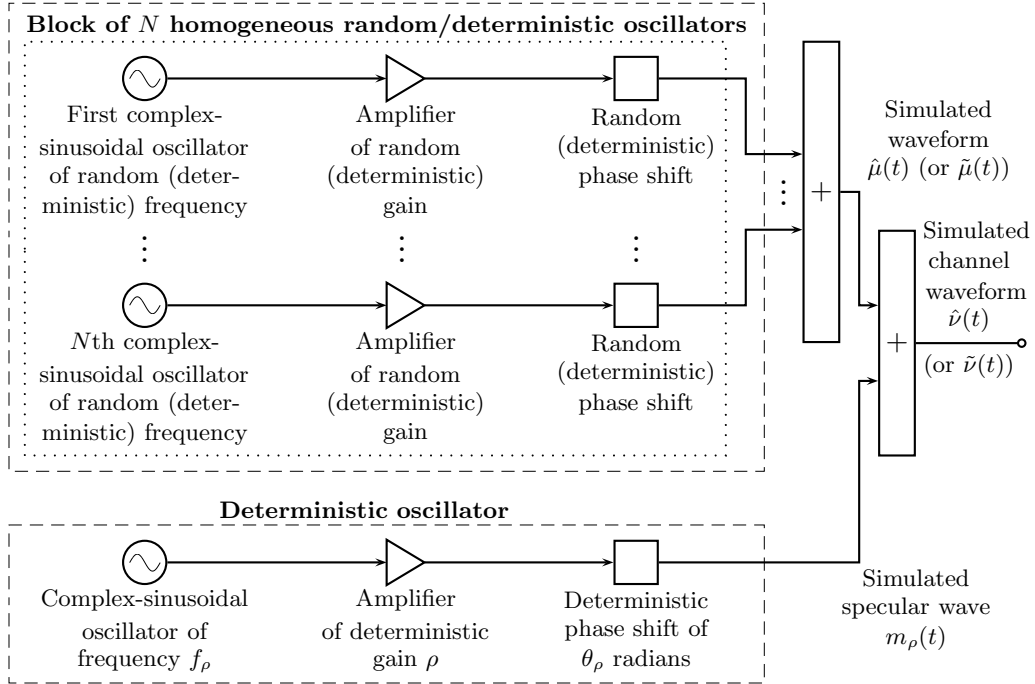 Block of N homogeneous random/deterministic oscillators
First complex-
sinusoidal oscillator
of random (deter-
ministic) frequency
Amplifier
of random
(deterministic)
gain
Random
(deterministic)
phase shift
⋮
⋮
⋮
Nth complex-
sinusoidal oscillator
of random (deter-
ministic) frequency
Amplifier
of random
(deterministic)
gain
Random
(deterministic)
phase shift
⋮
+
Simulated
waveform
μ̂(t) (or μ̃(t))
+
Simulated
channel
waveform
ν̂(t)
(or ν̃(t))
Deterministic oscillator
Complex-sinusoidal
oscillator of
frequency f_ρ
Amplifier
of deterministic
gain ρ
Deterministic
phase shift of
θ_ρ radians
Simulated
specular wave
m_ρ(t)